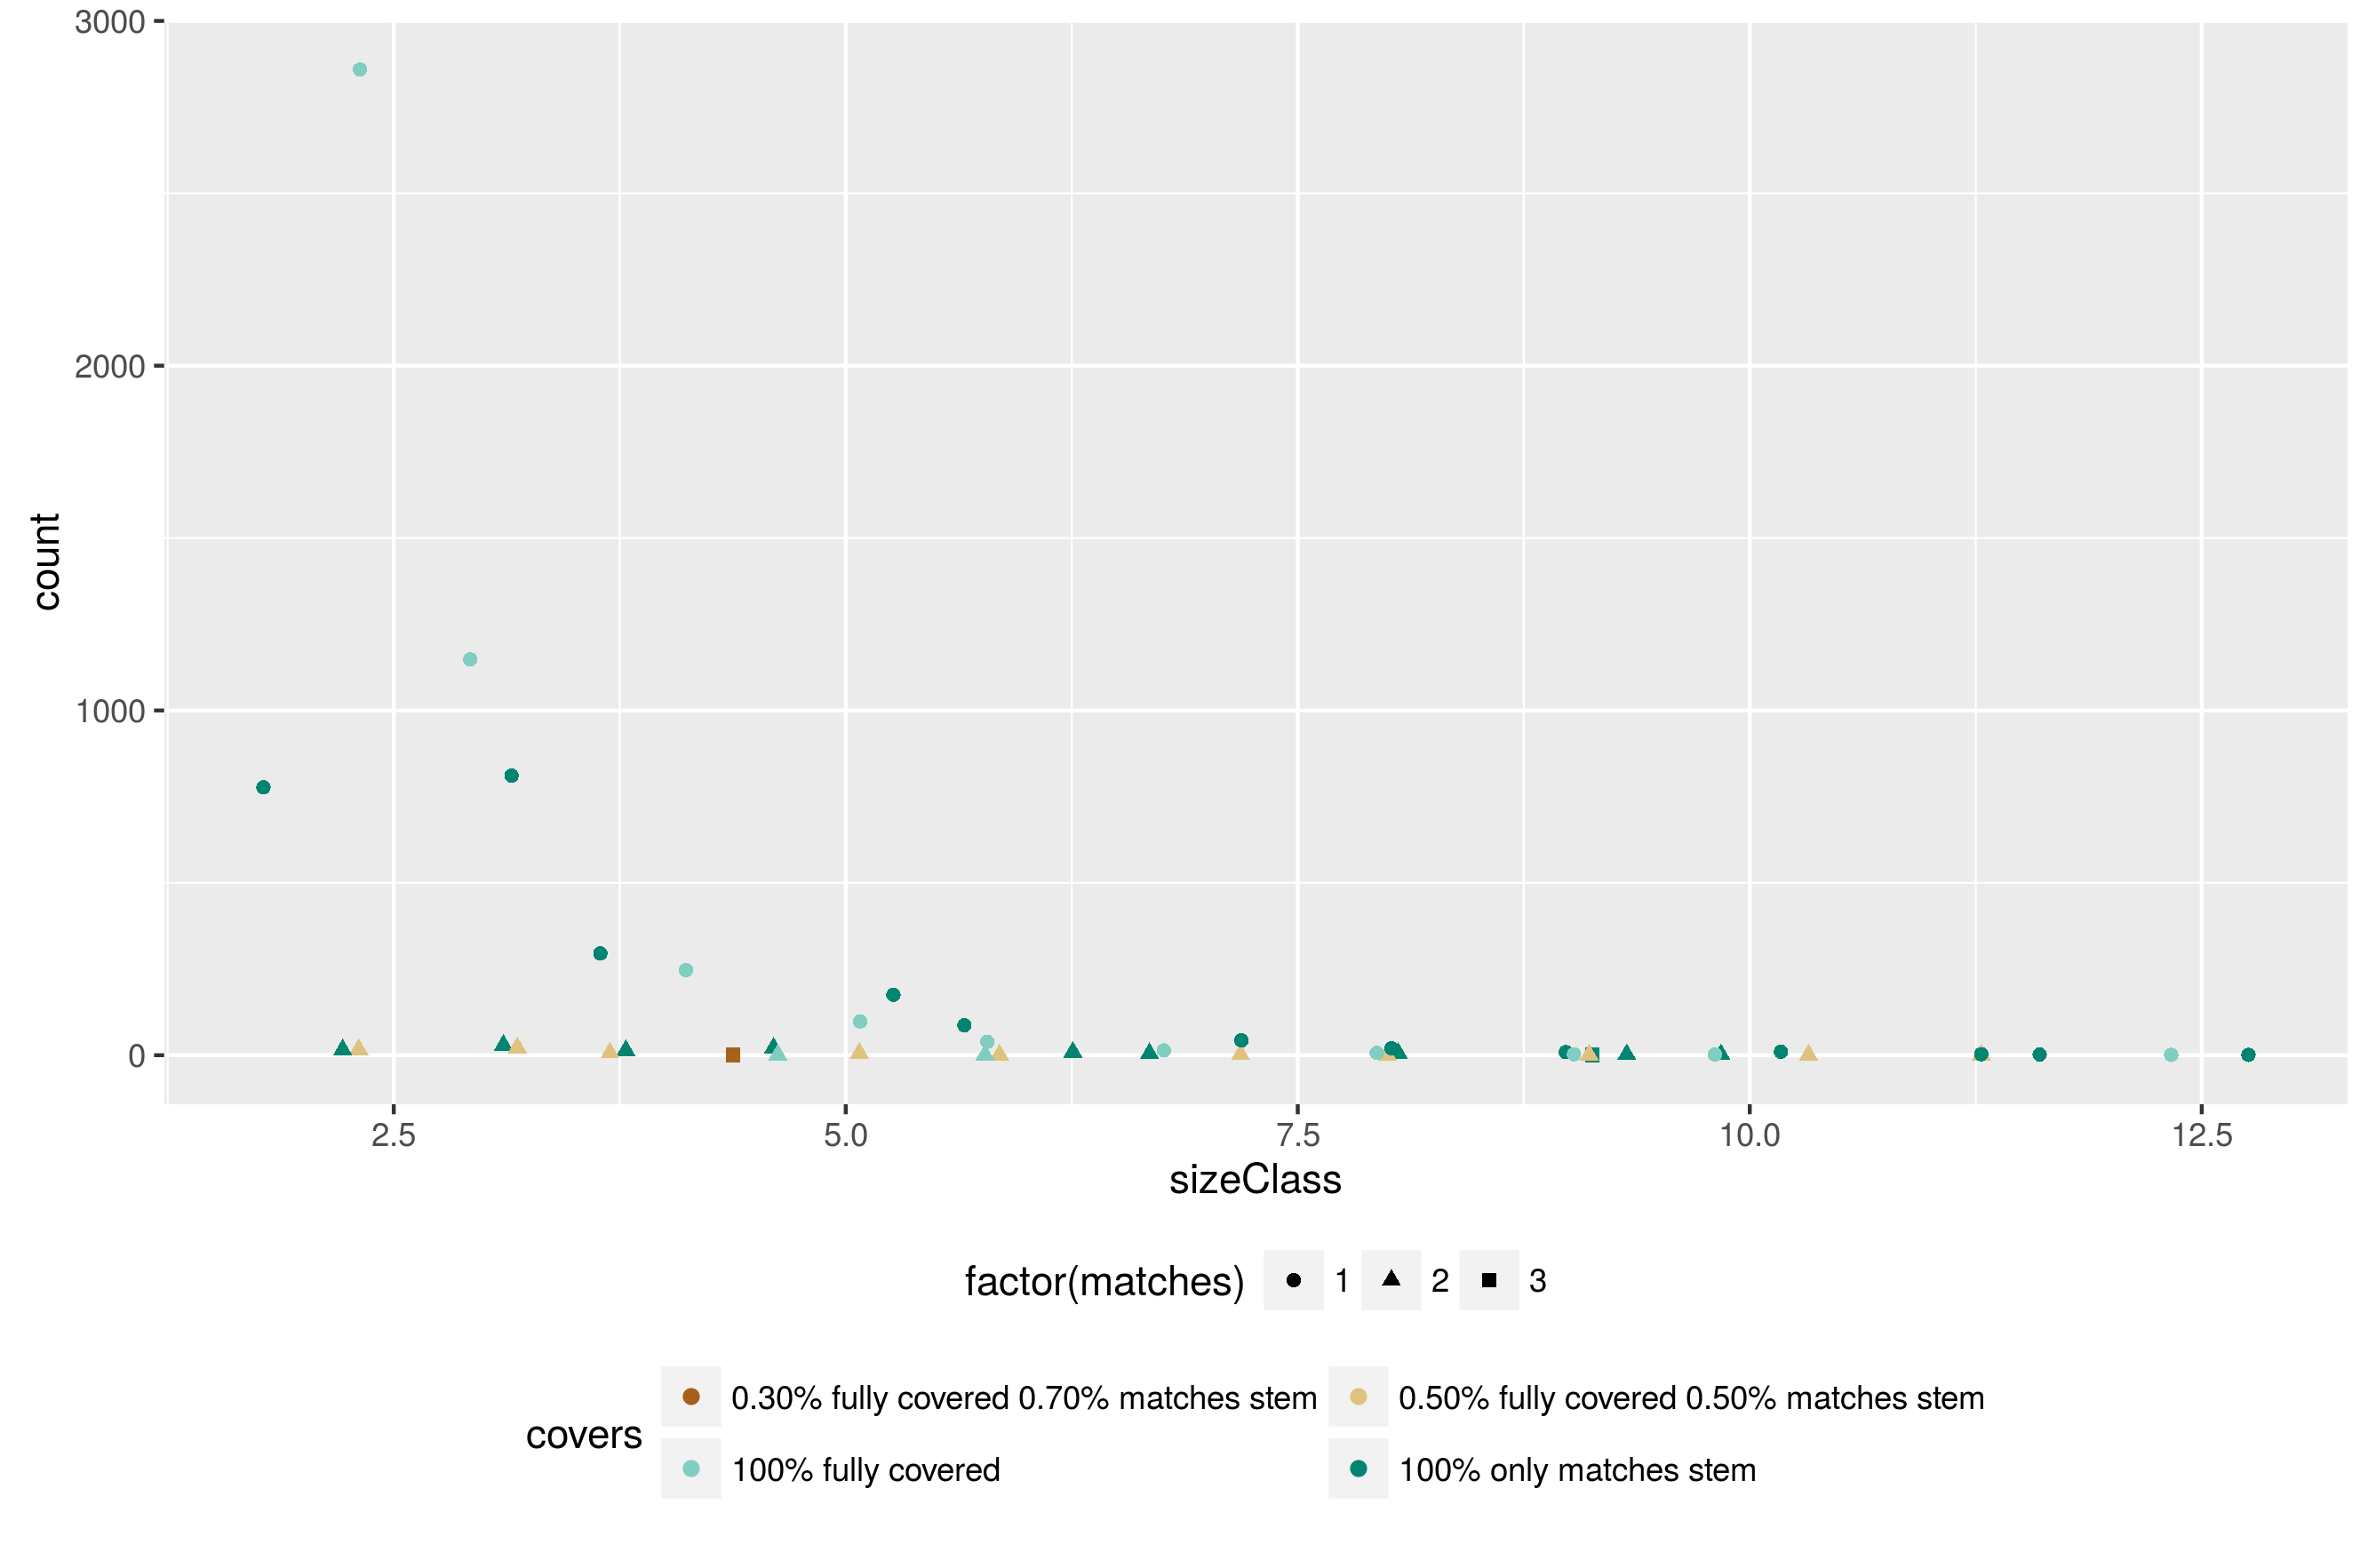 3000
2000
1000
0
count
2.5 5.0 7.5 10.0 12.5
sizeClass
factor(matches) 1 2 3
covers
0.30% fully covered 0.70% matches stem
0.50% fully covered 0.50% matches stem
100% fully covered
100% only matches stem